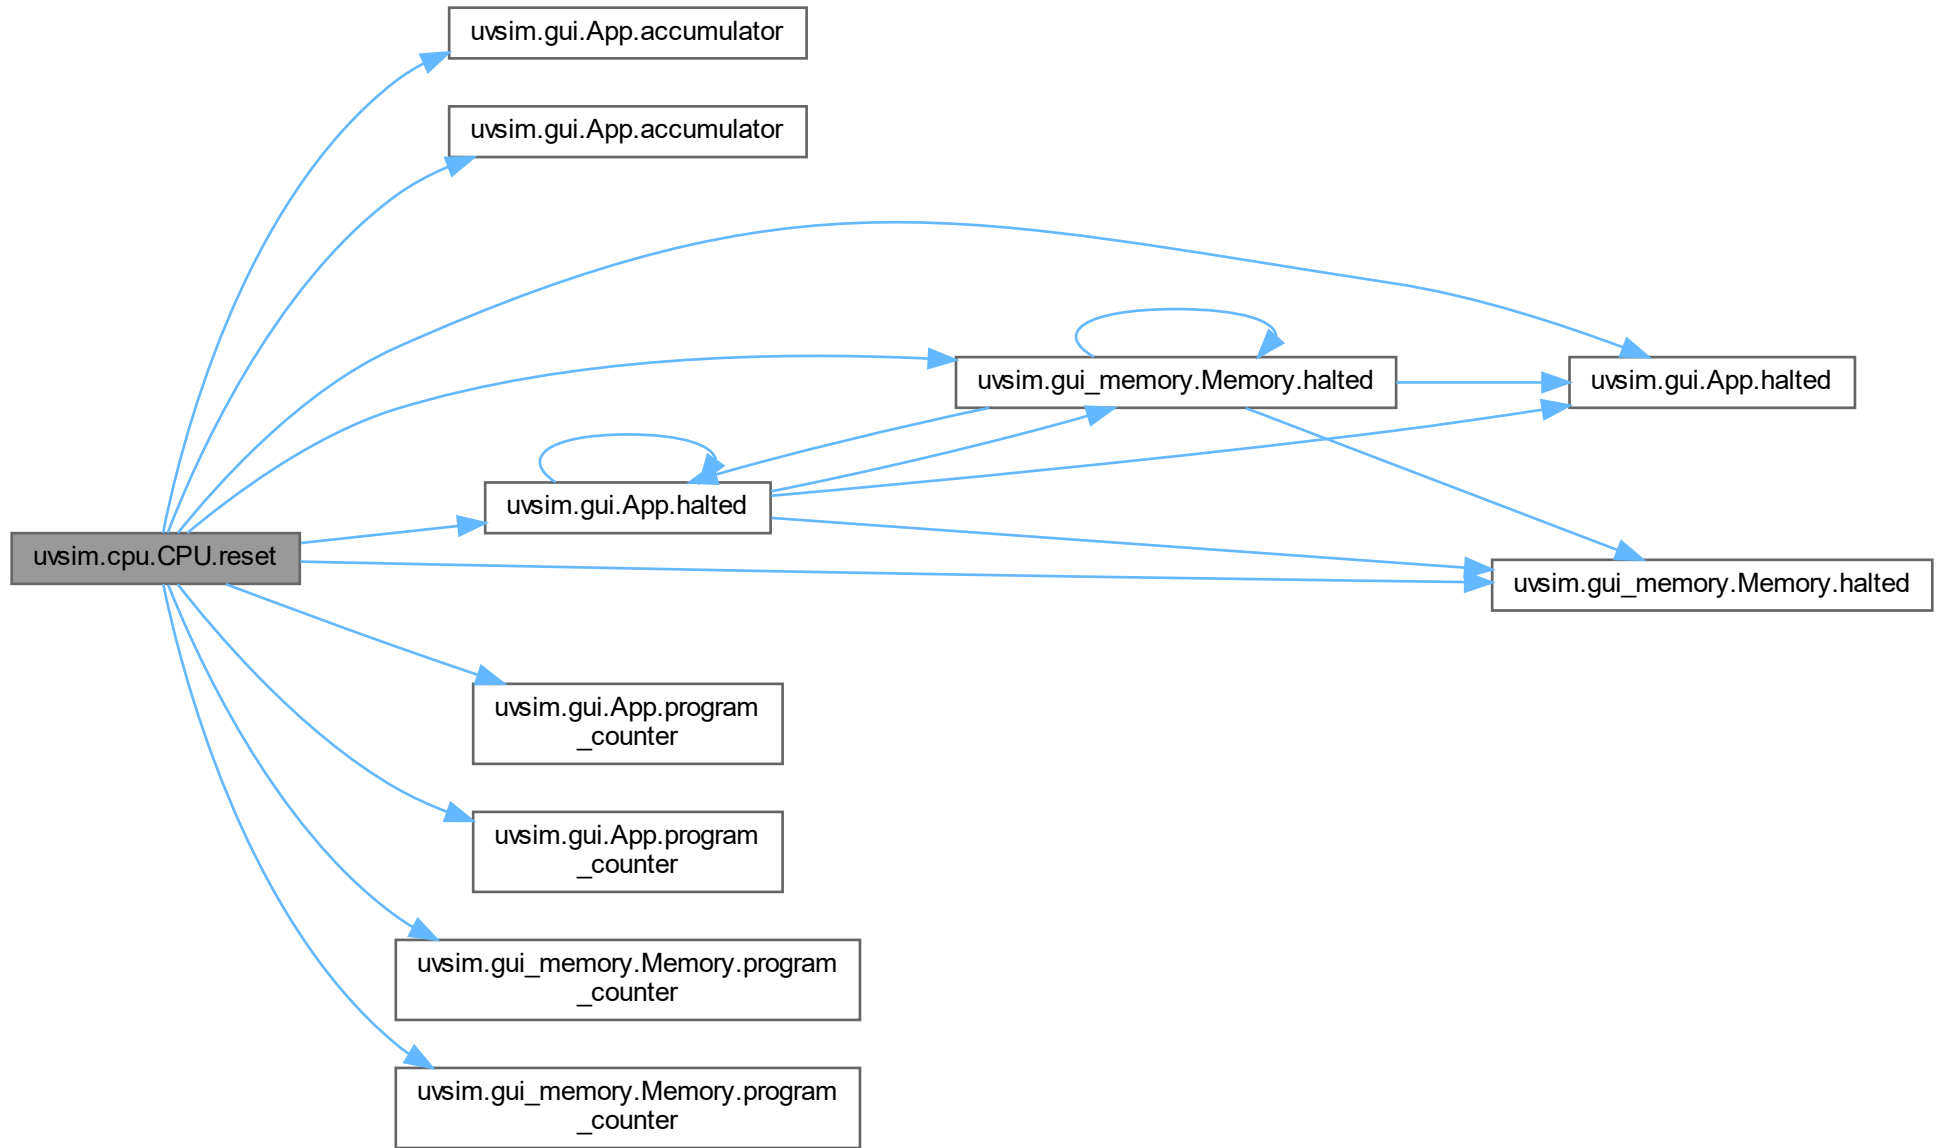 uvsim.gui.App.accumulator
uvsim.gui.App.accumulator
uvsim.gui_memory.Memory.halted
uvsim.gui.App.halted
uvsim.gui.App.halted
uvsim.cpu.CPU.reset
uvsim.gui_memory.Memory.halted
uvsim.gui.App.program
_counter
uvsim.gui.App.program
_counter
uvsim.gui_memory.Memory.program
_counter
uvsim.gui_memory.Memory.program
_counter